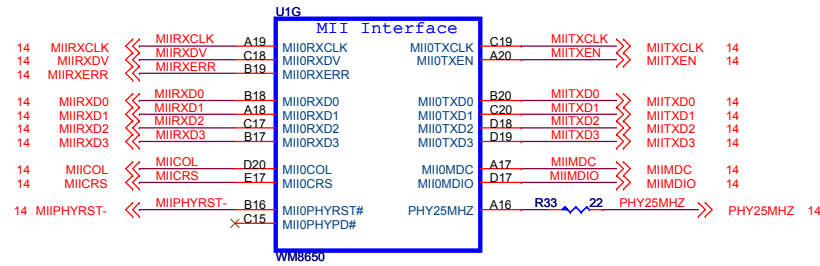 U1G
MII Interface
14 MIIRXCLK MIIRXCLK A19 MII0RXCLK MII0TXCLK C19 MIITXCLK MIITXCLK 14
14 MIIRXDV MIIRXDV C18 MII0RXDV MII0TXEN A20 MIITXEN MIITXEN 14
14 MIIRXERR MIIRXERR B19 MII0RXERR
14 MIIRXD0 MIIRXD0 B18 MII0RXD0 MII0TXD0 B20 MIITXD0 MIITXD0 14
14 MIIRXD1 MIIRXD1 A18 MII0RXD1 MII0TXD1 C20 MIITXD1 MIITXD1 14
14 MIIRXD2 MIIRXD2 C17 MII0RXD2 MII0TXD2 D18 MIITXD2 MIITXD2 14
14 MIIRXD3 MIIRXD3 B17 MII0RXD3 MII0TXD3 D19 MIITXD3 MIITXD3 14
14 MIICOL MIICOL D20 MII0COL MII0MDC A17 MIIMDC MIIMDC 14
14 MIICRS MIICRS E17 MII0CRS MII0MDIO D17 MIIMDIO MIIMDIO 14
14 MIIPHYRST- MIIPHYRST- B16 MII0PHYRST# PHY25MHZ A16 R33 22 PHY25MHZ PHY25MHZ 14
C15 MII0PHYPD#
WM8650